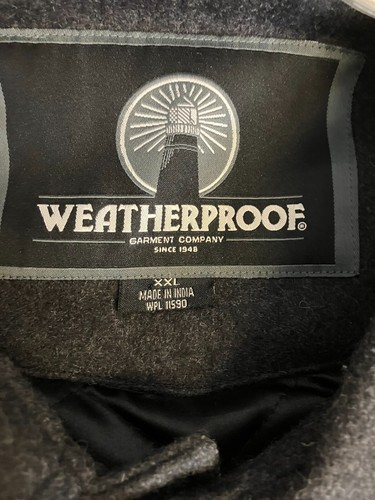 WEATHERPROOF®
GARMENT COMPANY
SINCE 1948
XXL
MADE IN INDIA
WPL 11590